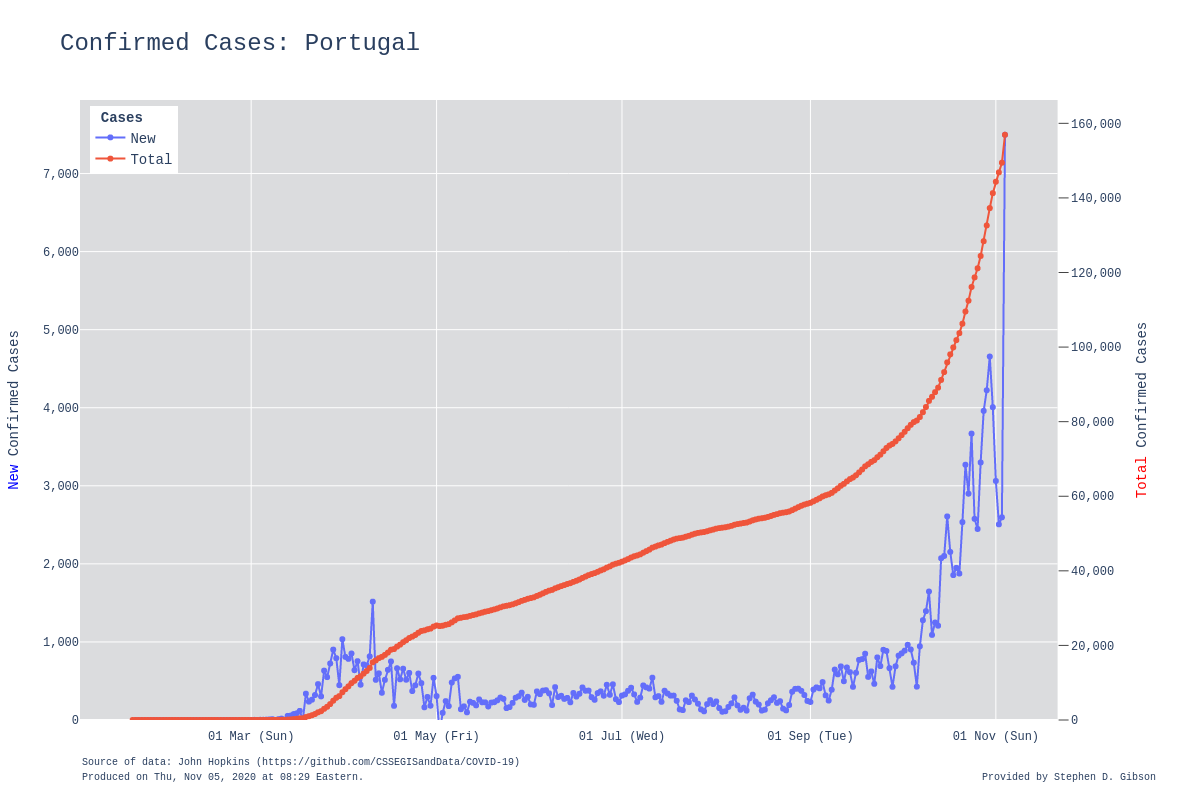 Confirmed Cases: Portugal
Cases
New
Total
7,000
6,000
5,000
4,000
3,000
2,000
1,000
0
160,000
140,000
120,000
100,000
80,000
60,000
40,000
20,000
0
New Confirmed Cases
Total Confirmed Cases
01 Mar (Sun)
01 May (Fri)
01 Jul (Wed)
01 Sep (Tue)
01 Nov (Sun)
Source of data: John Hopkins (https://github.com/CSSEGISandData/COVID-19)
Produced on Thu, Nov 05, 2020 at 08:29 Eastern.
Provided by Stephen D. Gibson